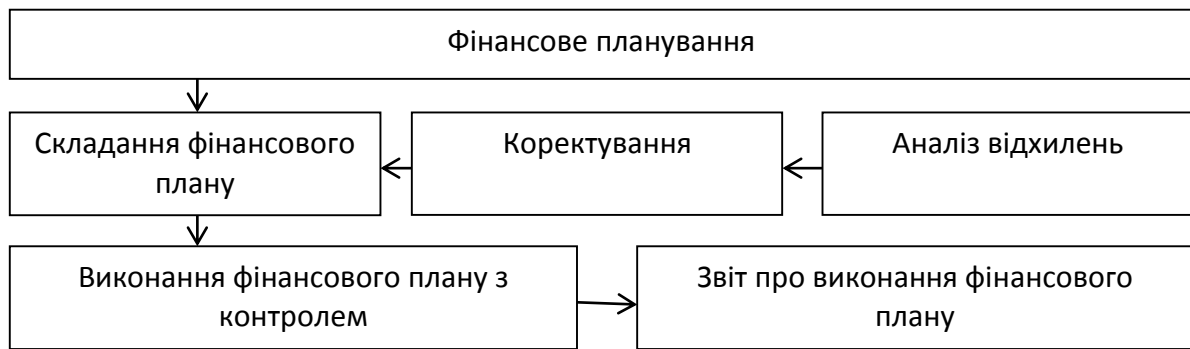 Фінансове планування
Складання фінансового
плану
Коректування
Аналіз відхилень
Виконання фінансового плану з
контролем
Звіт про виконання фінансового
плану